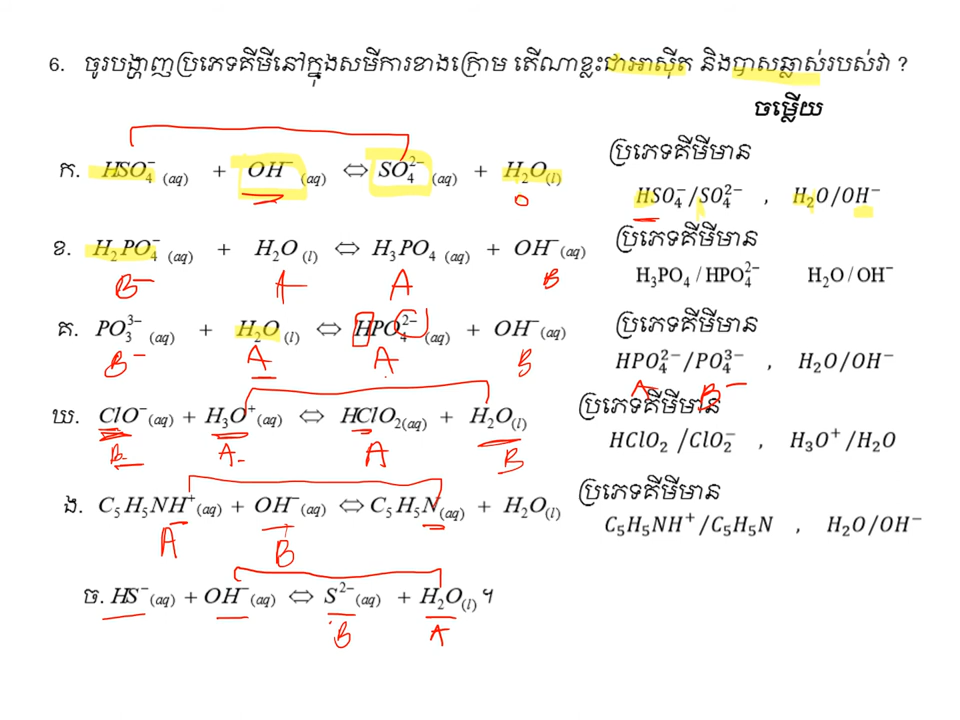 6. ចូរបង្ហាញប្រភេទគីមីនៅក្នុងសមីការខាងក្រោម តើណាខ្លះជាអាស៊ីត និងបាសឆ្លាស់របស់វា ?
ចម្លើយ
ក. HSO₄⁻(aq) + OH⁻(aq) ⇔ SO₄²⁻(aq) + H₂O(l)
O
ប្រភេទគីមីមាន
HSO₄⁻/SO₄²⁻ , H₂O/OH⁻
ខ. H₂PO₄⁻(aq) + H₂O(l) ⇔ H₃PO₄(aq) + OH⁻(aq)
B⁻ A A B
ប្រភេទគីមីមាន
H₃PO₄/HPO₄²⁻ H₂O/OH⁻
គ. PO₃³⁻(aq) + H₂O(l) ⇔ HPO₄²⁻(aq) + OH⁻(aq)
B⁻ A A B
ប្រភេទគីមីមាន
HPO₄²⁻/PO₄³⁻ , H₂O/OH⁻
A B⁻
ឃ. ClO⁻(aq) + H₃O⁺(aq) ⇔ HClO₂(aq) + H₂O(l)
B- A- A B
ប្រភេទគីមីមាន
HClO₂/ClO₂⁻ , H₃O⁺/H₂O
ង. C₅H₅NH⁺(aq) + OH⁻(aq) ⇔ C₅H₅N(aq) + H₂O(l)
A B
ប្រភេទគីមីមាន
C₅H₅NH⁺/C₅H₅N , H₂O/OH⁻
ច. HS⁻(aq) + OH⁻(aq) ⇔ S²⁻(aq) + H₂O(l) ។
B A